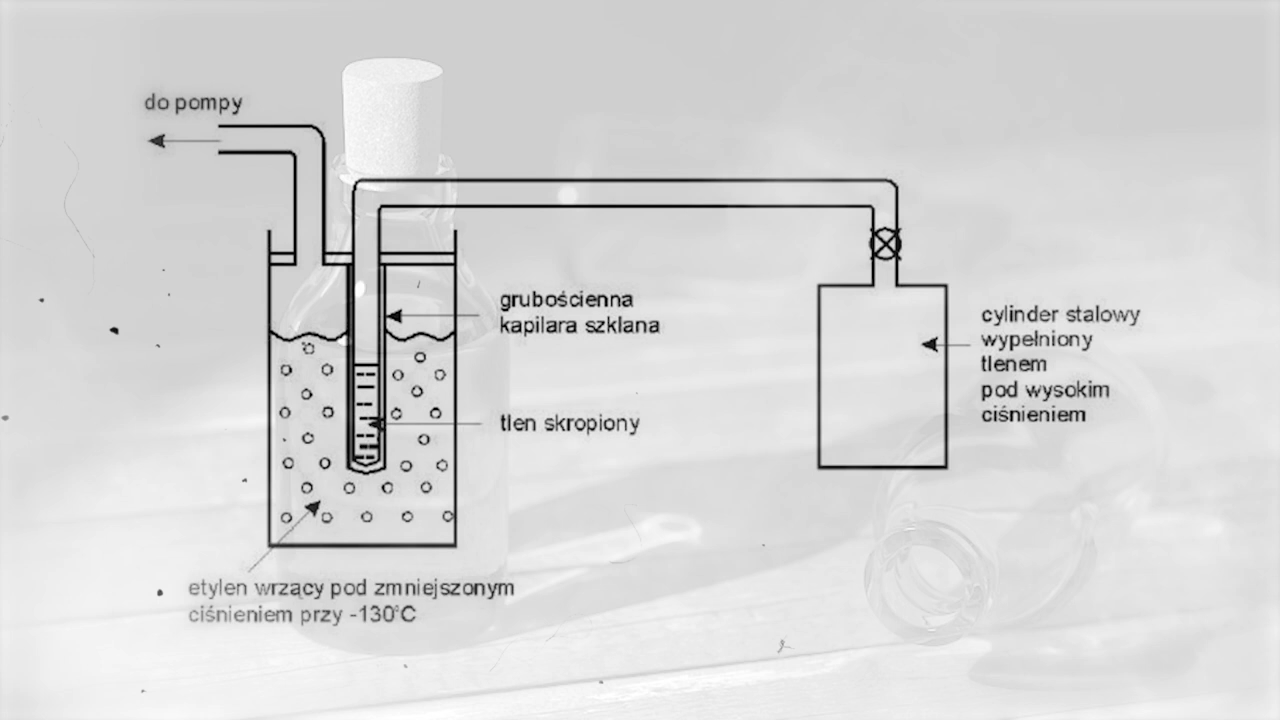 do pompy
grubościenna
kapilara szklana
cylinder stalowy
wypełniony
tlenem
pod wysokim
ciśnieniem
tlen skropiony
etylen wrzący pod zmniejszonym
ciśnieniem przy -130°C